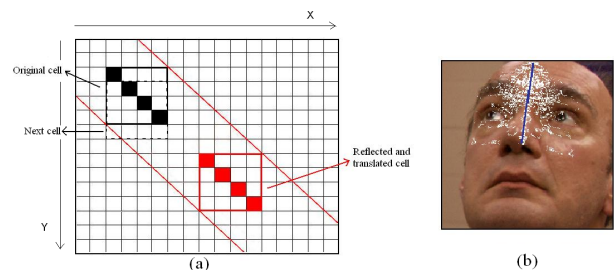 X
Original cell
Next cell
Reflected and
translated cell
Y
(a)
(b)